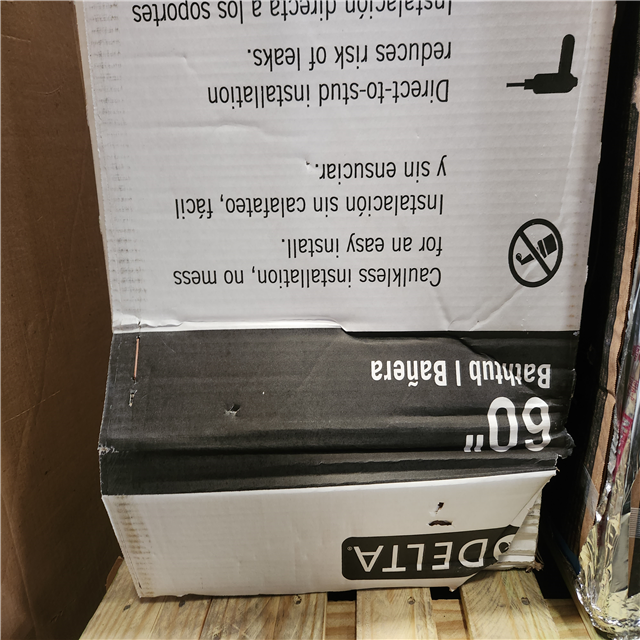 DELTA
60"
Bathtub | Bañera
Caulkless installation, no mess
for an easy install.
Instalación sin calafateo, fácil
y sin ensuciar.
Direct-to-stud installation
reduces risk of leaks.
Instalación directa a los soportes